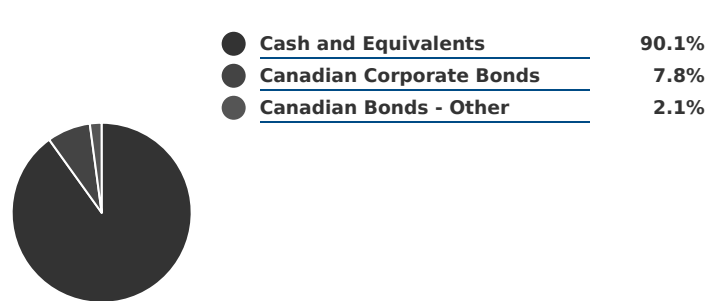 Cash and Equivalents 90.1%
Canadian Corporate Bonds 7.8%
Canadian Bonds - Other 2.1%